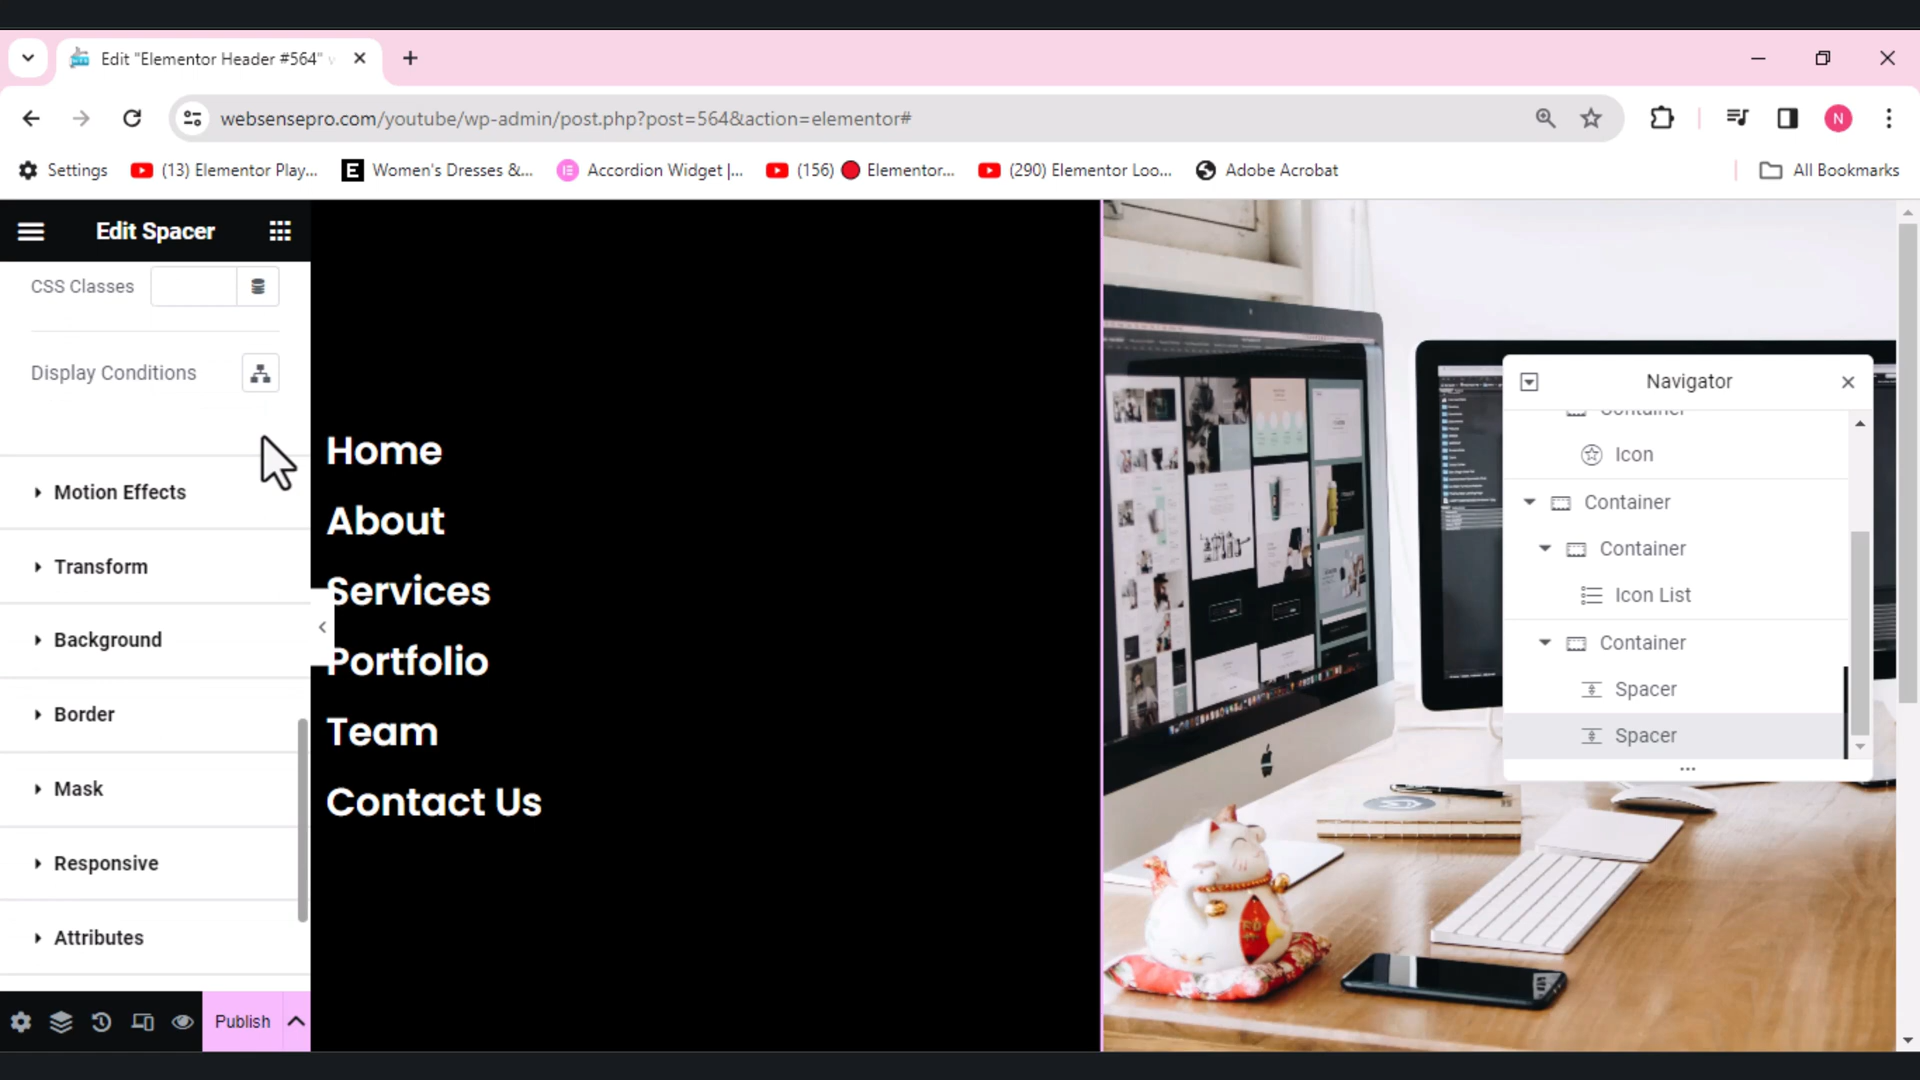 Edit "Elementor Header #564"
websensepro.com/youtube/wp-admin/post.php?post=564&action=elementor#
N
Settings
(13) Elementor Play...
Women's Dresses &...
Accordion Widget |...
(156) Elementor...
(290) Elementor Loo...
Adobe Acrobat
All Bookmarks
Edit Spacer
CSS Classes
Display Conditions
Motion Effects
Transform
Background
Border
Mask
Responsive
Attributes
Publish
Home
About
Services
Portfolio
Team
Contact Us
Navigator
Container
Icon
Container
Container
Icon List
Container
Spacer
Spacer